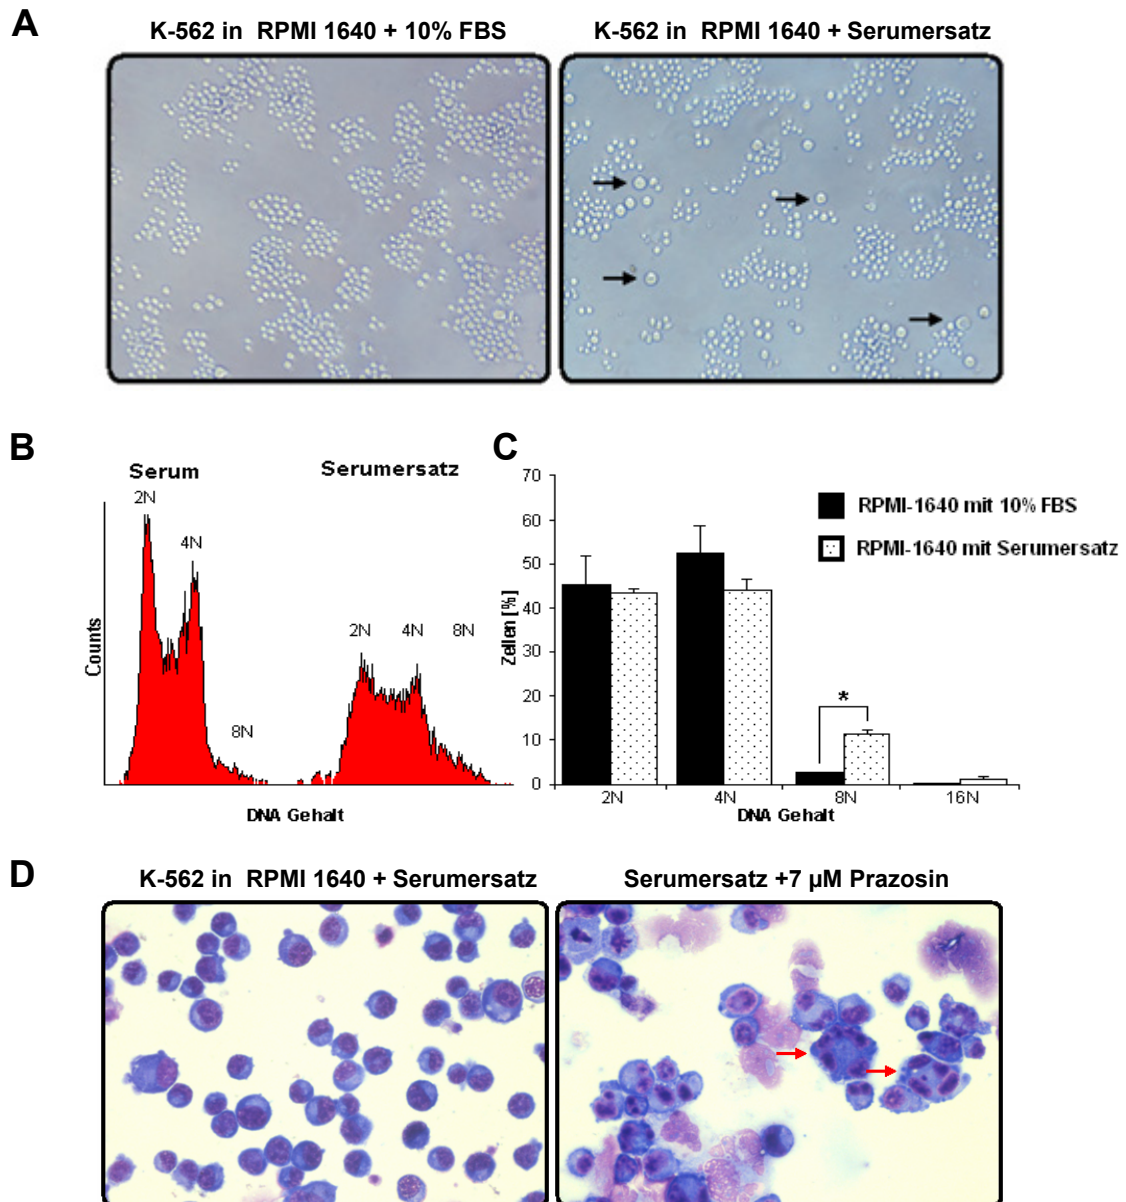 A
K-562 in RPMI 1640 + 10% FBS
K-562 in RPMI 1640 + Serumersatz
B
Serum
Serumersatz
2N
4N
8N
2N
4N
8N
Counts
DNA Gehalt
C
70
60
50
40
30
20
10
0
Zellen [%]
RPMI-1640 mit 10% FBS
RPMI-1640 mit Serumersatz
*
2N
4N
8N
16N
DNA Gehalt
D
K-562 in RPMI 1640 + Serumersatz
Serumersatz +7 µM Prazosin